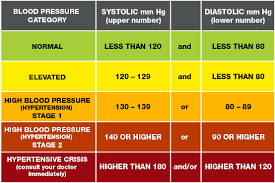 BLOOD PRESSURE CATEGORY | SYSTOLIC mm Hg (upper number) | | DIASTOLIC mm Hg (lower number)
NORMAL | LESS THAN 120 | and | LESS THAN 80
ELEVATED | 120 – 129 | and | LESS THAN 80
HIGH BLOOD PRESSURE (HYPERTENSION) STAGE 1 | 130 – 139 | or | 80 – 89
HIGH BLOOD PRESSURE (HYPERTENSION) STAGE 2 | 140 OR HIGHER | or | 90 OR HIGHER
HYPERTENSIVE CRISIS (consult your doctor immediately) | HIGHER THAN 180 | and/or | HIGHER THAN 120